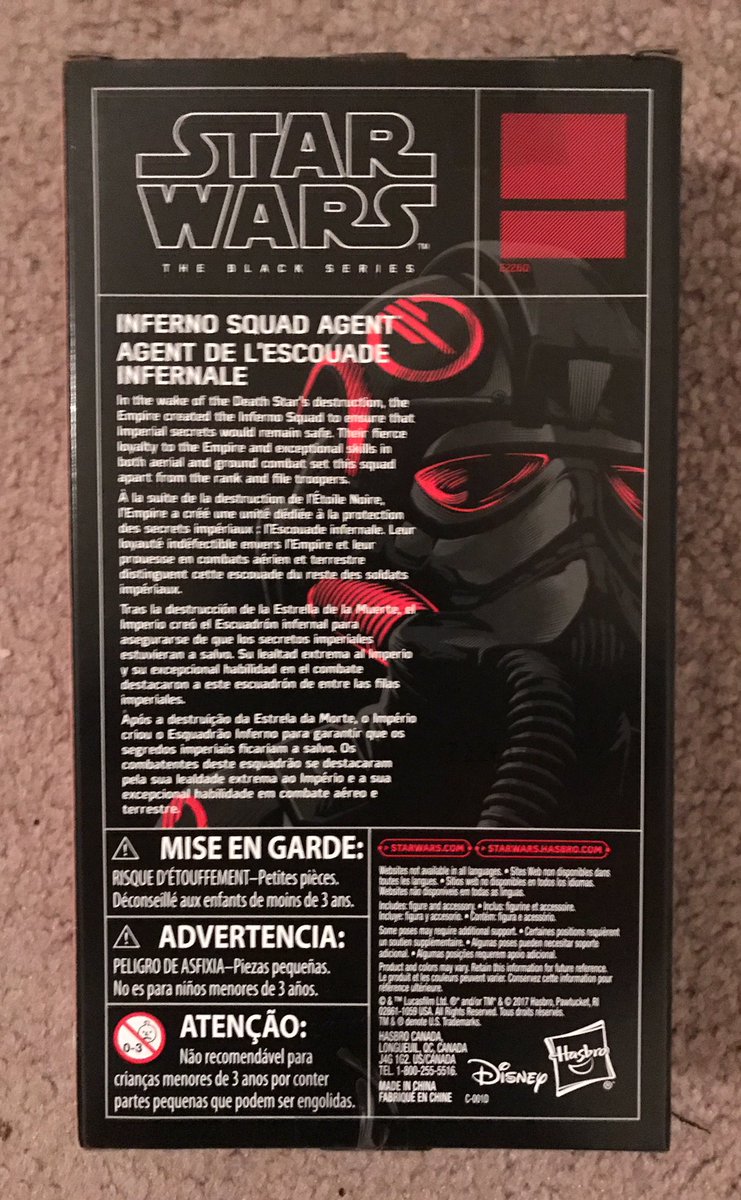 STAR
WARS™
THE BLACK SERIES
E2260
INFERNO SQUAD AGENT
AGENT DE L'ESCOUADE
INFERNALE
In the wake of the Death Star's destruction, the
Empire created the Inferno Squad to ensure that
Imperial secrets would remain safe. Their fierce
loyalty to the Empire and exceptional skills in
both aerial and ground combat set this squad
apart from the rank and file troopers.
À la suite de la destruction de l'Étoile Noire,
l'Empire a créé une unité dédiée à la protection
des secrets impériaux : l'Escouade infernale. Leur
loyauté indéfectible envers l'Empire et leur
prouesse en combats aérien et terrestre
distinguent cette escouade du reste des soldats
impériaux.
Tras la destrucción de la Estrella de la Muerte, el
Imperio creó el Escuadrón infernal para
asegurarse de que los secretos imperiales
estuvieran a salvo. Su lealtad extrema al Imperio
y su excepcional habilidad en el combate
destacaron a este escuadrón de entre las filas
imperiales.
Após a destruição da Estrela da Morte, o Império
criou o Esquadrão Inferno para garantir que os
segredos imperiais ficariam a salvo. Os
combatentes deste esquadrão se destacaram
pela sua lealdade extrema ao Império e a sua
excepcional habilidade em combate aéreo e
terrestre.
MISE EN GARDE:
RISQUE D'ÉTOUFFEMENT–Petites pièces.
Déconseillé aux enfants de moins de 3 ans.
ADVERTENCIA:
PELIGRO DE ASFIXIA–Piezas pequeñas.
No es para niños menores de 3 años.
0-3
ATENÇÃO:
Não recomendável para
crianças menores de 3 anos por conter
partes pequenas que podem ser engolidas.
STARWARS.COM STARWARS.HASBRO.COM
Websites not available in all languages. • Sites Web non disponibles dans
toutes les langues. • Sitios web no disponibles en todos los idiomas.
Websites não disponíveis em todas as línguas.
Includes: figure and accessory. • Inclus: figurine et accessoire.
Incluye: figura y accesorio. • Contém: figura e acessório.
Some poses may require additional support. • Certaines positions requièrent
un soutien supplémentaire. • Algunas poses pueden necesitar soporte
adicional. • Algumas posições requerem apoio adicional.
Product and colors may vary. Retain this information for future reference.
Le produit et les couleurs peuvent varier. Conservez cette information pour
référence ultérieure.
© & ™ Lucasfilm Ltd. ®* and/or ™* & © 2017 Hasbro, Pawtucket, RI
02861-1059 USA. All Rights Reserved. Tous droits réservés.
TM & ® denote U.S. Trademarks.
HASBRO CANADA,
LONGUEUIL, QC, CANADA
J4G 1G2. US/CANADA
TEL. 1-800-255-5516.
MADE IN CHINA
FABRIQUÉ EN CHINE C-001D
Disney
Hasbro®